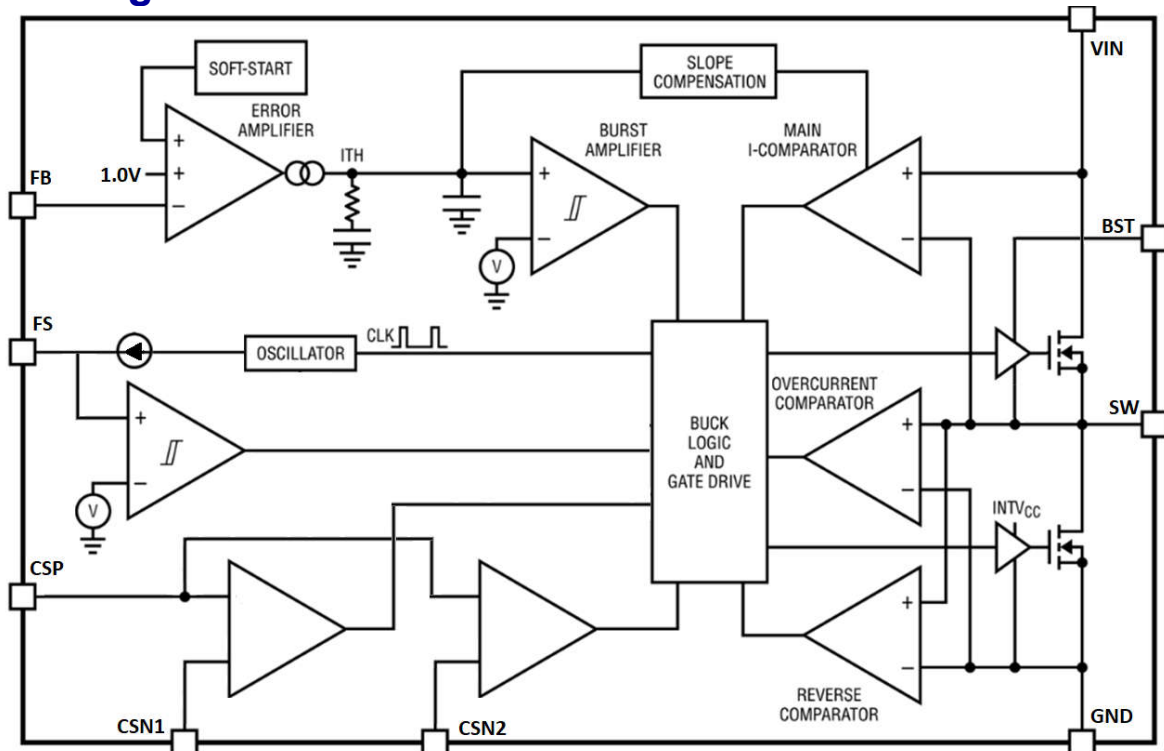 g
VIN
SOFT-START
SLOPE
COMPENSATION
ERROR
AMPLIFIER
BURST
AMPLIFIER
MAIN
I-COMPARATOR
ITH
FB
1.0V
+
+
−
+
−
V
+
−
BST
FS
OSCILLATOR
CLK
OVERCURRENT
COMPARATOR
BUCK
LOGIC
AND
GATE DRIVE
SW
+
−
V
+
−
INTVCC
CSP
+
−
REVERSE
COMPARATOR
CSN1
CSN2
GND